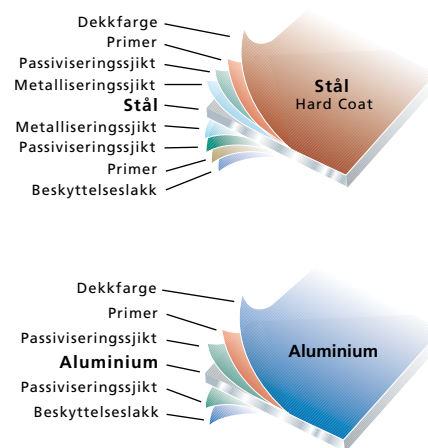 Dekkfarge
Primer
Passiviseringssjikt
Metalliseringssjikt
Stål
Metalliseringssjikt
Passiviseringssjikt
Primer
Beskyttelseslakk
Stål
Hard Coat
Dekkfarge
Primer
Passiviseringssjikt
Aluminium
Passiviseringssjikt
Beskyttelseslakk
Aluminium